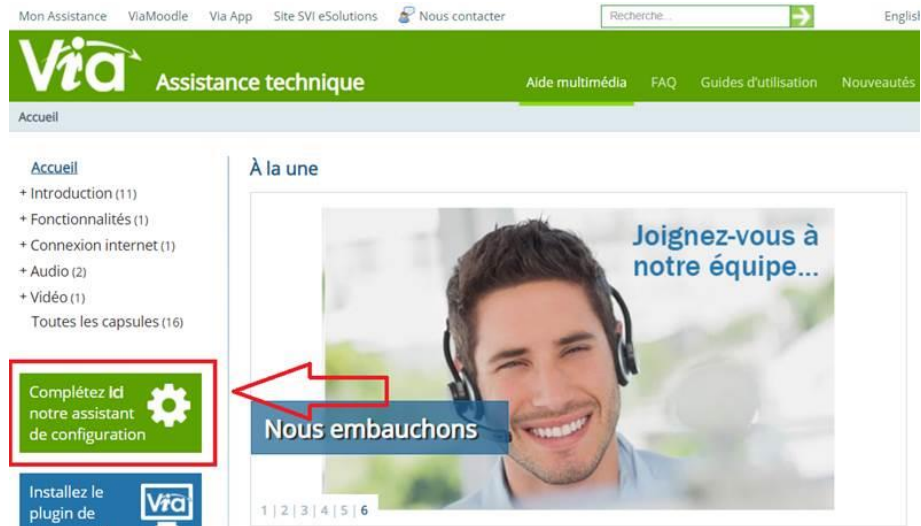 Mon Assistance ViaMoodle Via App Site SVI eSolutions Nous contacter Recherche... English
Via Assistance technique Aide multimédia FAQ Guides d'utilisation Nouveautés
Accueil
Accueil
+ Introduction (11)
+ Fonctionnalités (1)
+ Connexion internet (1)
+ Audio (2)
+ Vidéo (1)
Toutes les capsules (16)
Complétez ici
notre assistant
de configuration
Installez le
plugin de
Via
À la une
Joignez-vous à
notre équipe...
Nous embauchons
1 | 2 | 3 | 4 | 5 | 6